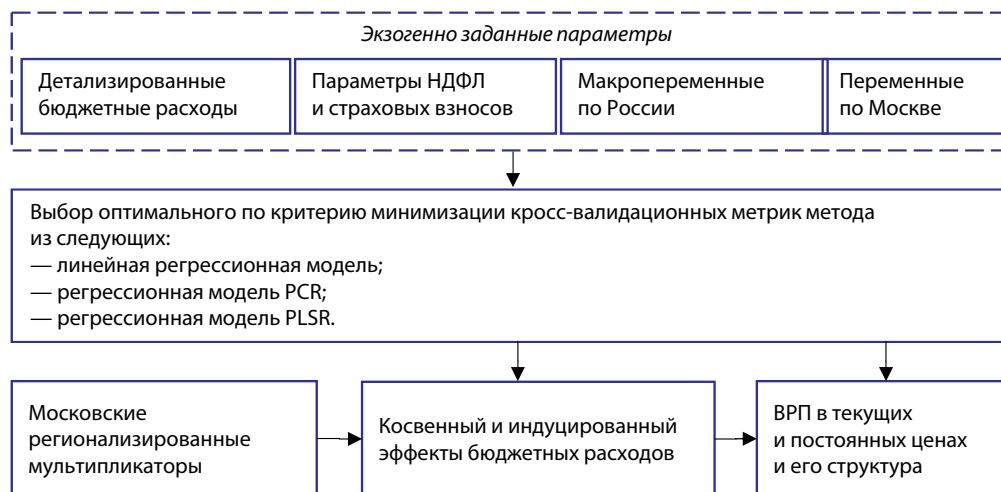 Экзогенно заданные параметры
Детализированные
бюджетные расходы
Параметры НДФЛ
и страховых взносов
Макропеременные
по России
Переменные
по Москве
Выбор оптимального по критерию минимизации кросс-валидационных метрик метода
из следующих:
— линейная регрессионная модель;
— регрессионная модель PCR;
— регрессионная модель PLSR.
Московские
регионализированные
мультипликаторы
Косвенный и индуцированный
эффекты бюджетных расходов
ВРП в текущих
и постоянных ценах
и его структура